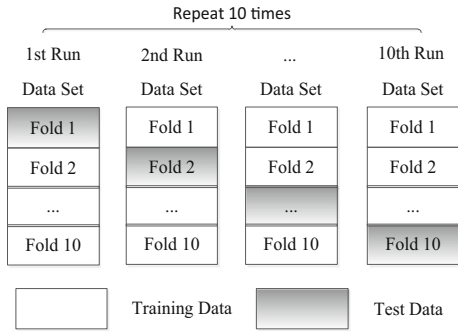 Repeat 10 times
1st Run 2nd Run ... 10th Run
Data Set Data Set Data Set Data Set
Fold 1 Fold 1 Fold 1 Fold 1
Fold 2 Fold 2 Fold 2 Fold 2
... ... ... ...
Fold 10 Fold 10 Fold 10 Fold 10
Training Data Test Data